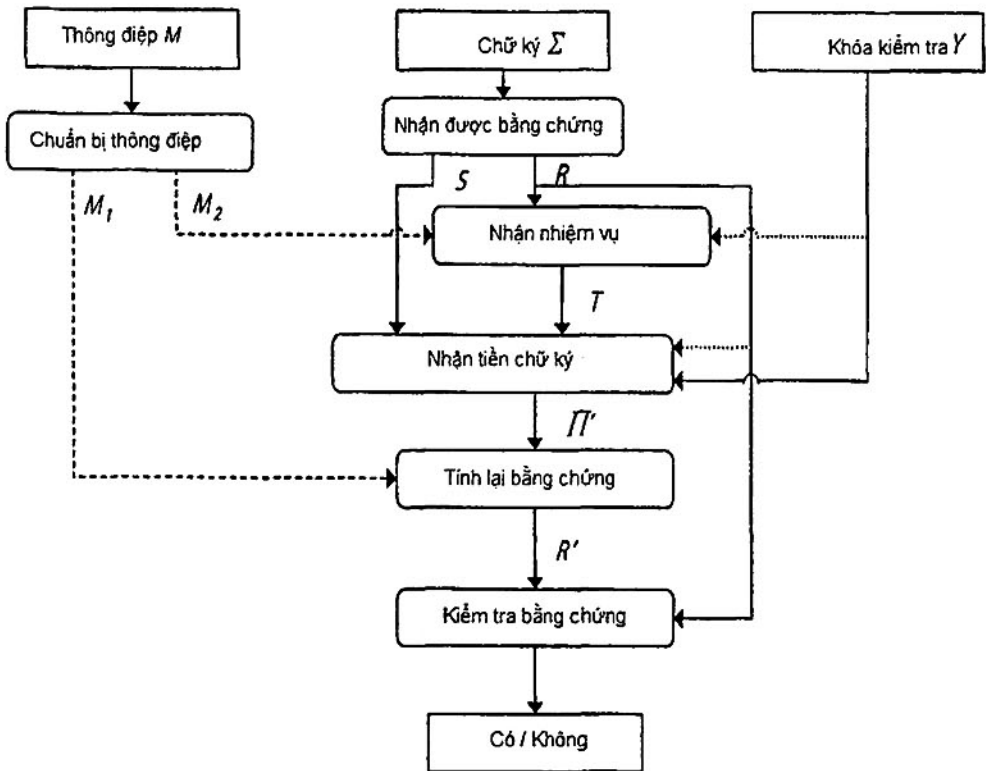 Thông điệp M
Chữ ký Σ
Khóa kiểm tra Y
Chuẩn bị thông điệp
Nhận được bằng chứng
S
R
M₁
M₂
Nhận nhiệm vụ
T
Nhận tiền chữ ký
Π'
Tính lại bằng chứng
R'
Kiểm tra bằng chứng
Có / Không